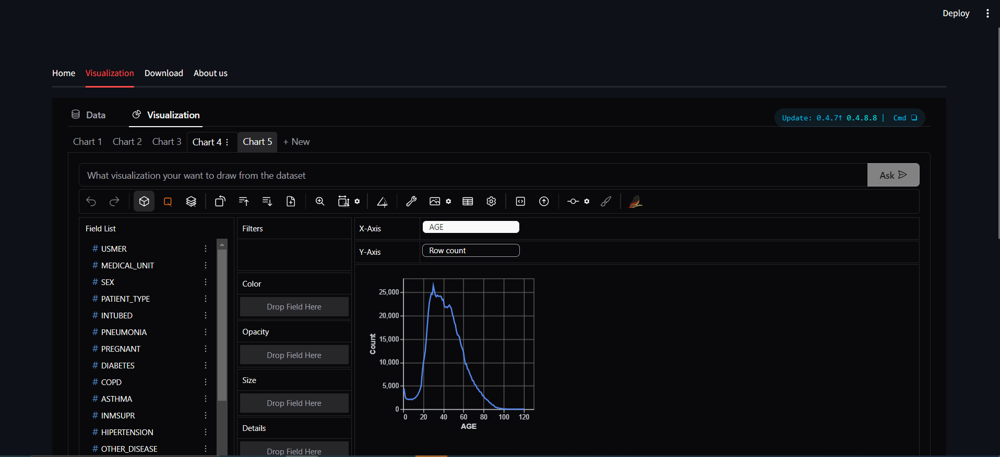 Deploy
Home Visualization Download About us
Data Visualization
Update: 0.4.7↑ 0.4.8.8 | Cmd
Chart 1 Chart 2 Chart 3 Chart 4 Chart 5 + New
What visualization your want to draw from the dataset
Ask
Field List
# USMER
# MEDICAL_UNIT
# SEX
# PATIENT_TYPE
# INTUBED
# PNEUMONIA
# PREGNANT
# DIABETES
# COPD
# ASTHMA
# INMSUPR
# HIPERTENSION
# OTHER_DISEASE
Filters
Color
Drop Field Here
Opacity
Drop Field Here
Size
Drop Field Here
Details
Drop Field Here
X-Axis AGE
Y-Axis Row count
Count
25,000
20,000
15,000
10,000
5,000
0
0 20 40 60 80 100 120
AGE